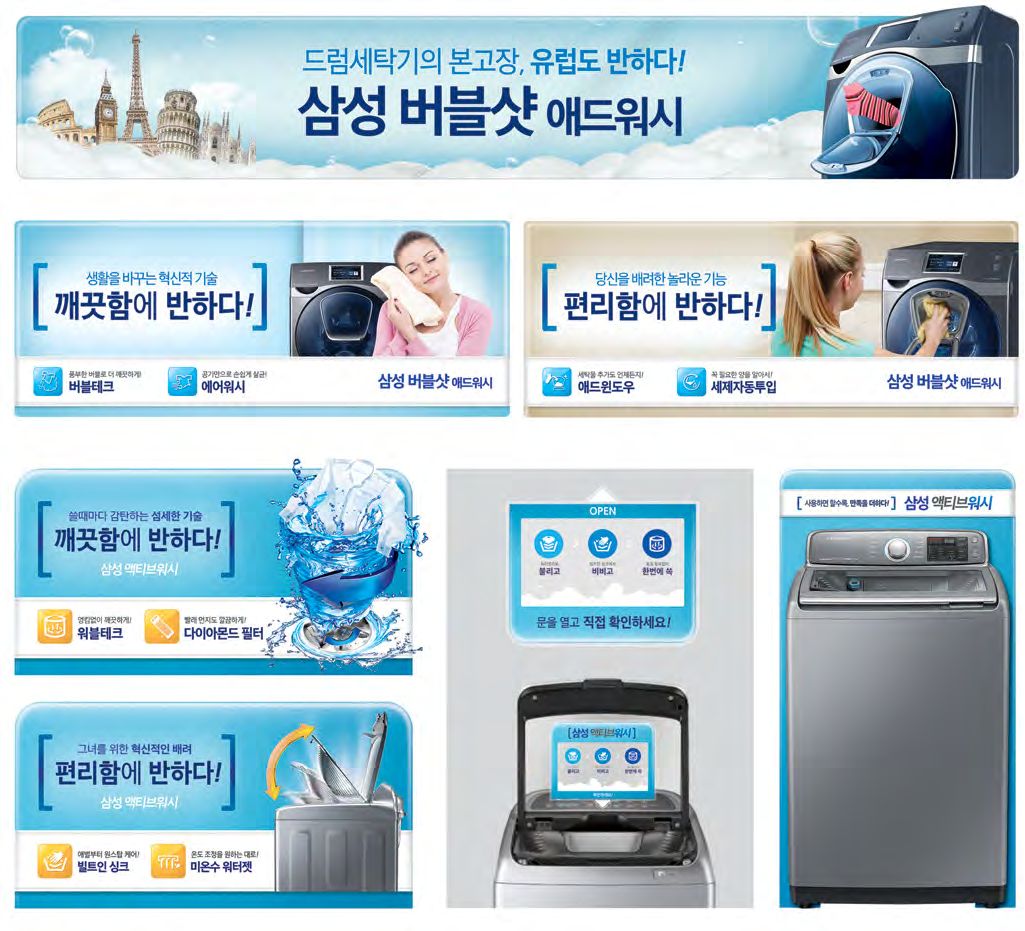 드럼세탁기의 본고장, 유럽도 반하다!
삼성 버블샷 애드워시
생활을 바꾸는 혁신적 기술
깨끗함에 반하다!
풍부한 버블로 더 깨끗하게!
버블테크
공기만으로 손쉽게 살균!
에어워시
삼성 버블샷 애드워시
당신을 배려한 놀라운 기능
편리함에 반하다!
세탁물 추가도 언제든지!
애드윈도우
꼭 필요한 양을 알아서!
세제자동투입
삼성 버블샷 애드워시
쓸때마다 감탄하는 섬세한 기술
깨끗함에 반하다!
삼성 액티브워시
엉킴없이 깨끗하게!
워블테크
빨래 먼지도 말끔하게!
다이아몬드 필터
그녀를 위한 혁신적인 배려
편리함에 반하다!
삼성 액티브워시
애벌부터 원스탑 케어!
빌트인 싱크
온도 조정을 원하는 대로!
미온수 워터젯
OPEN
불리고
비비고
한번에 쏙
문을 열고 직접 확인하세요!
[삼성 액티브워시]
불리고
비비고
한번에 쏙
[ 사용하면 할수록, 만족을 더하다! ] 삼성 액티브워시